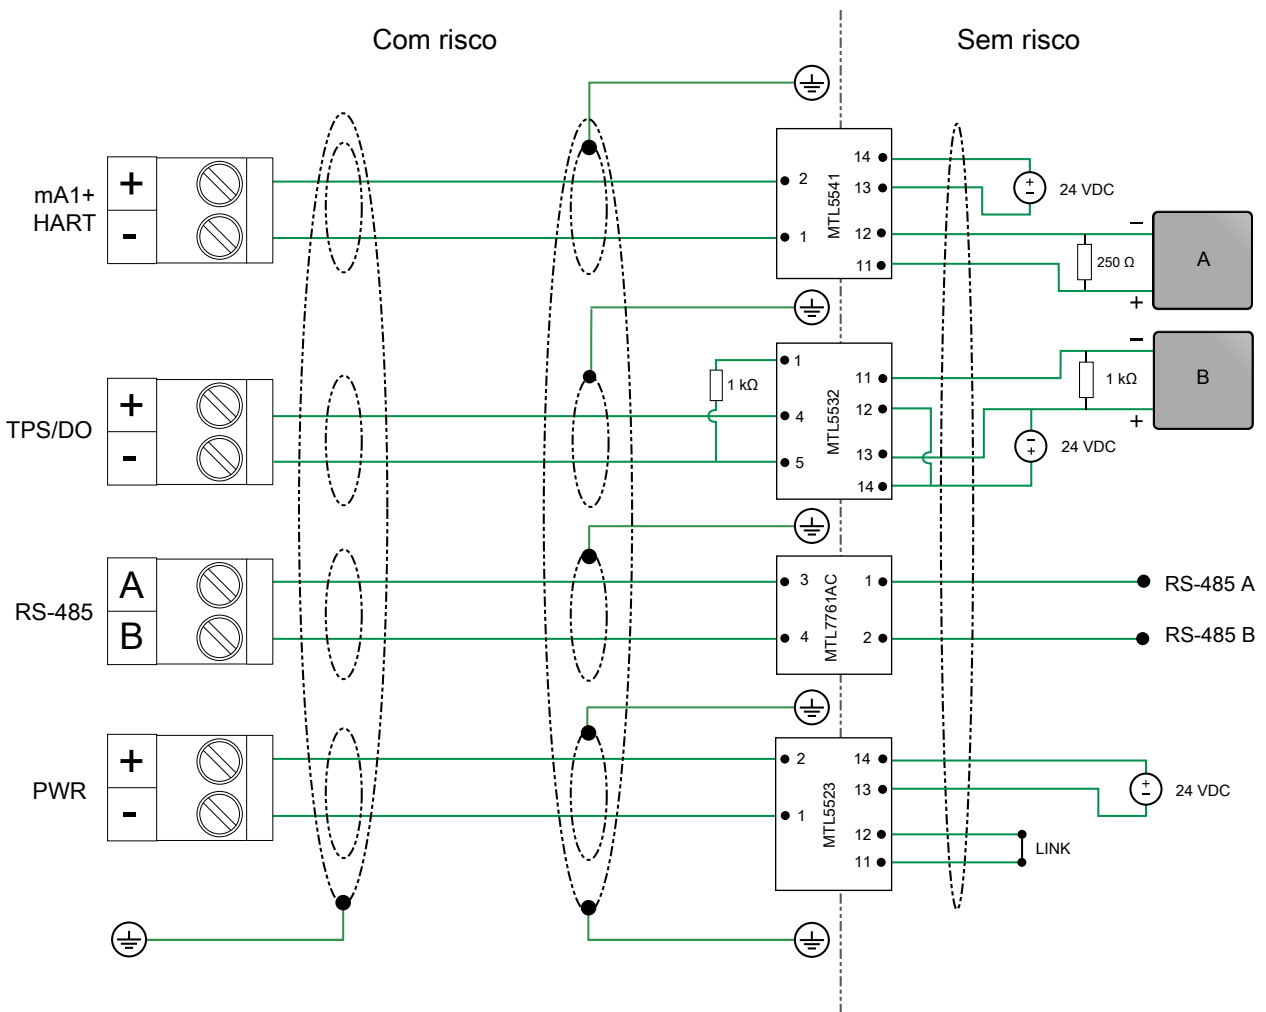 Com risco
Sem risco
mA1+
HART
+
-
2
1
MTL5541
14
13
12
11
+
-
24 VDC
250 Ω
-
+
A
TPS/DO
+
-
1 kΩ
1
4
5
MTL5532
11
12
13
14
-
+
24 VDC
1 kΩ
-
+
B
RS-485
A
B
3
4
MTL7761AC
1
2
RS-485 A
RS-485 B
PWR
+
-
2
1
MTL5523
14
13
12
11
+
-
24 VDC
LINK